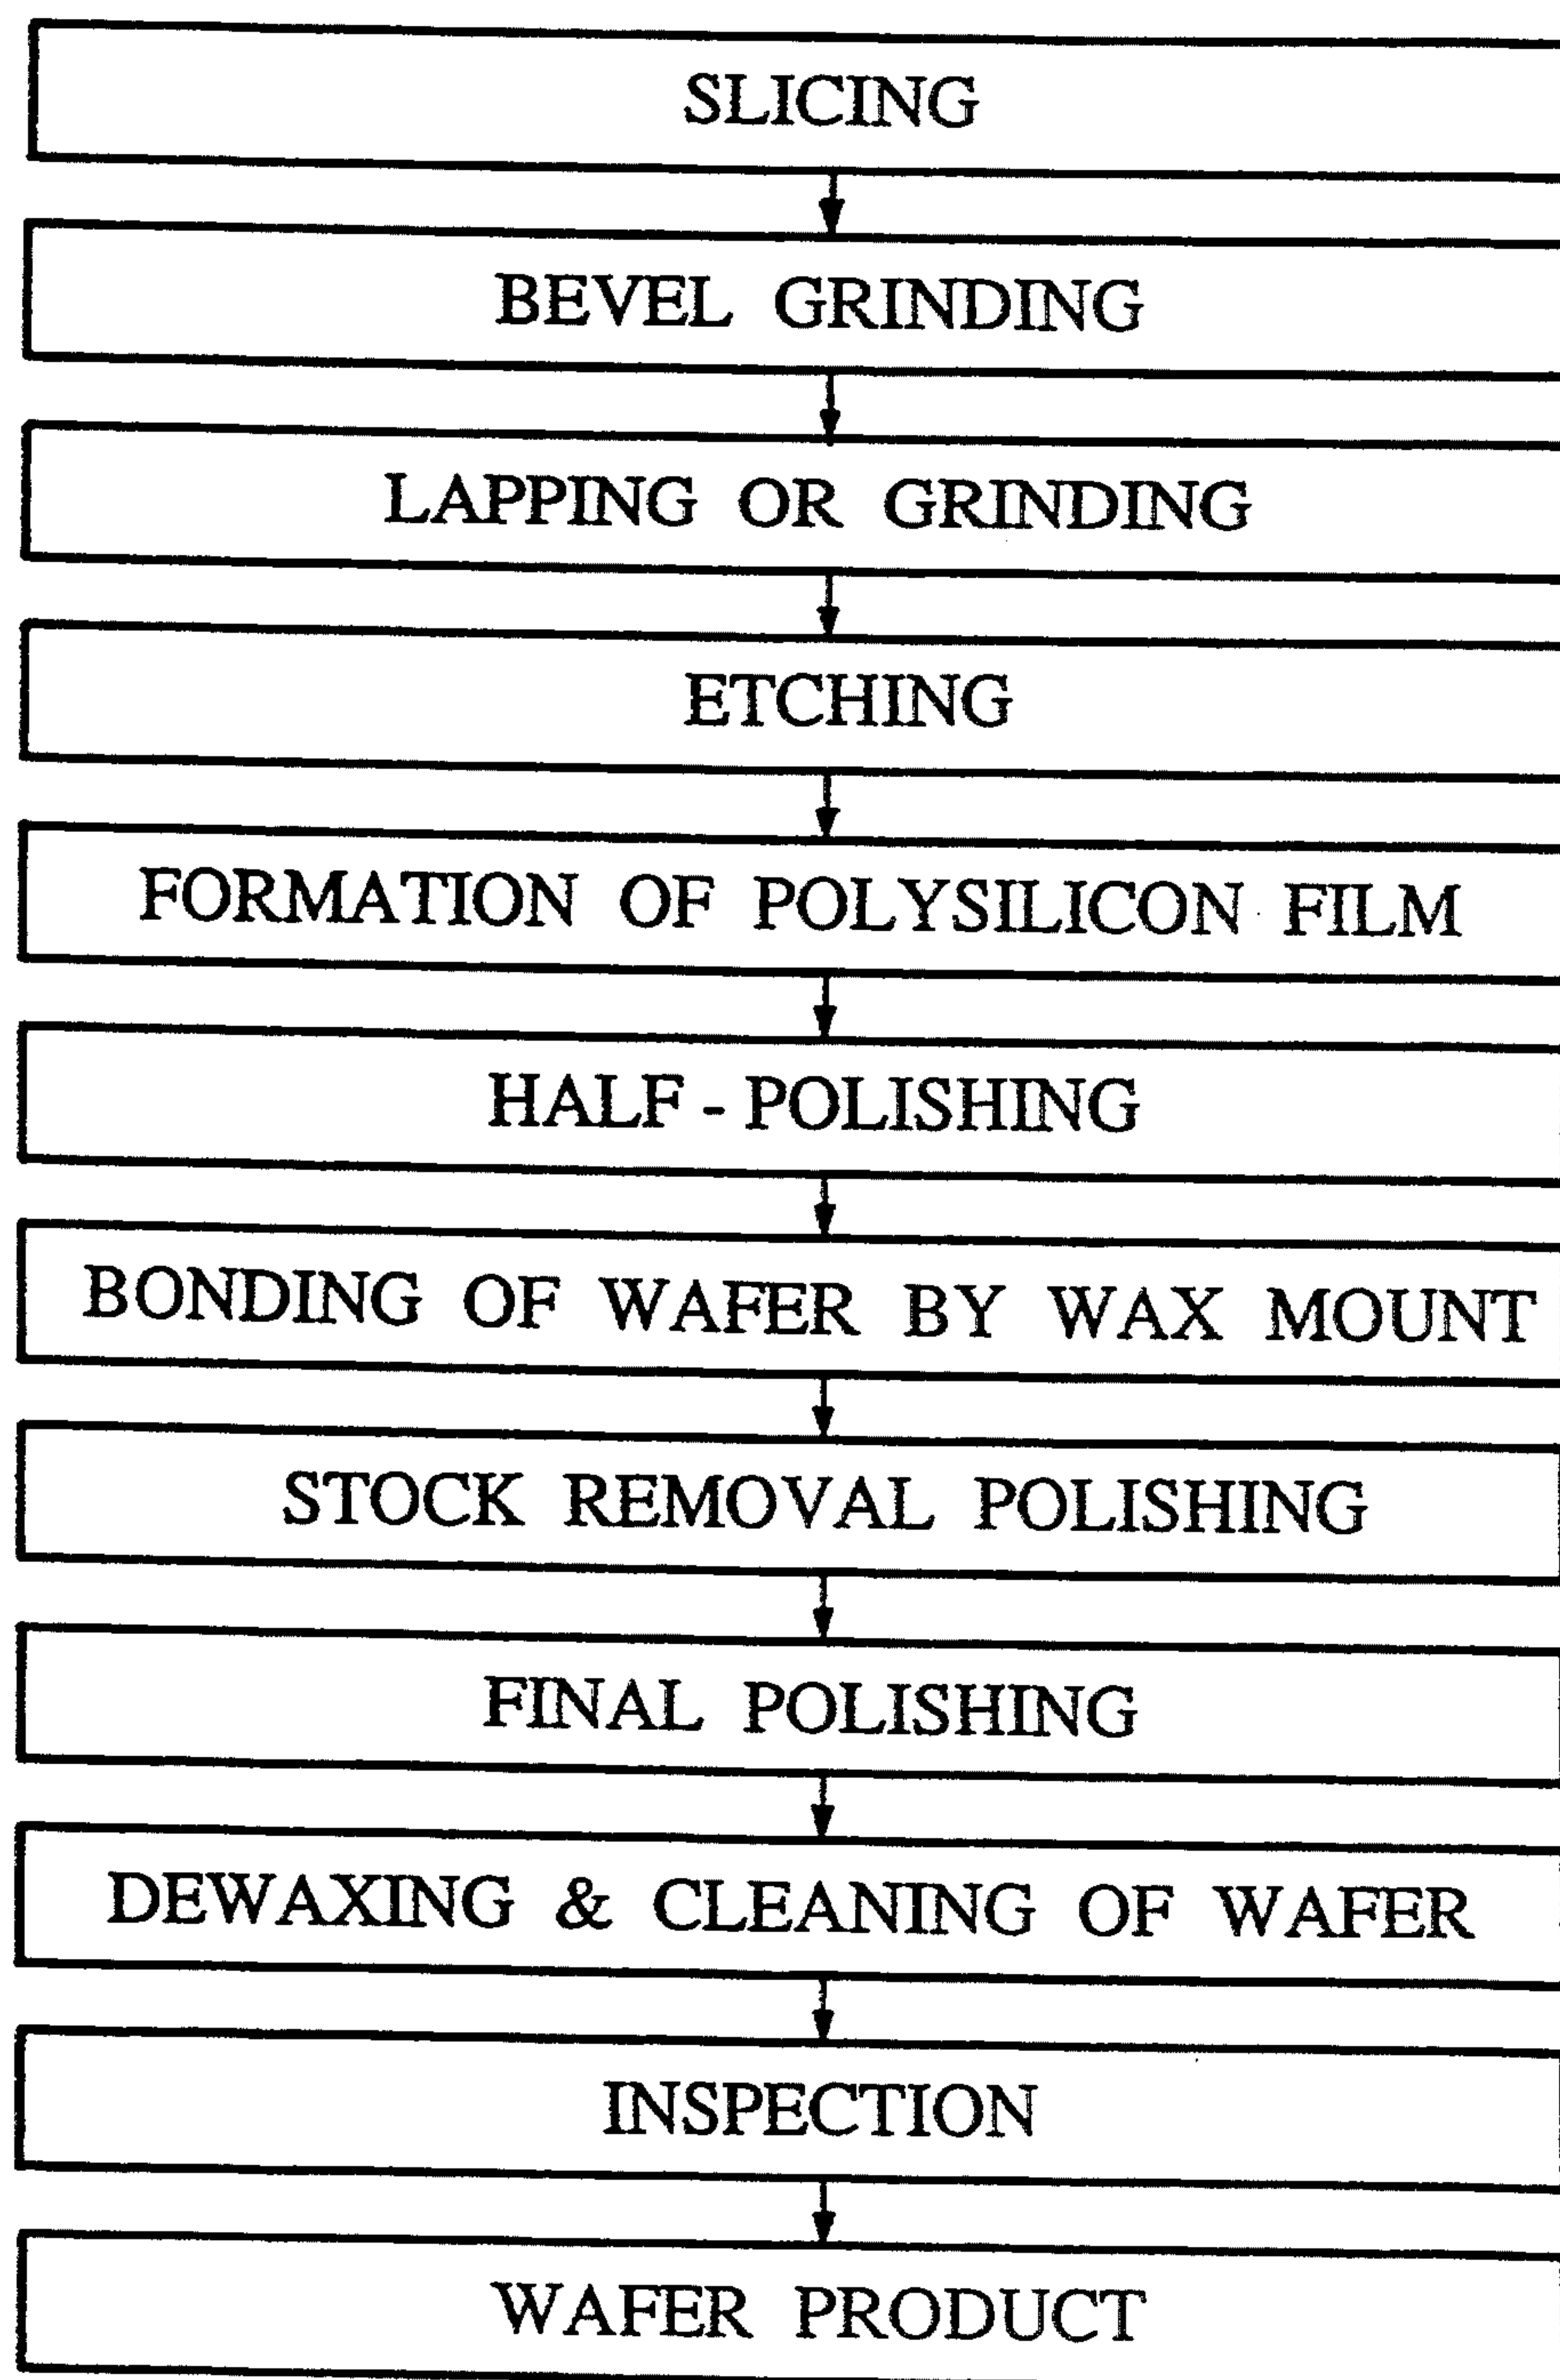 SLICING
BEVEL GRINDING
LAPPING OR GRINDING
ETCHING
FORMATION OF POLYSILICON FILM
HALF - POLISHING
BONDING OF WAFER BY WAX MOUNT
STOCK REMOVAL POLISHING
FINAL POLISHING
DEWAXING & CLEANING OF WAFER
INSPECTION
WAFER PRODUCT